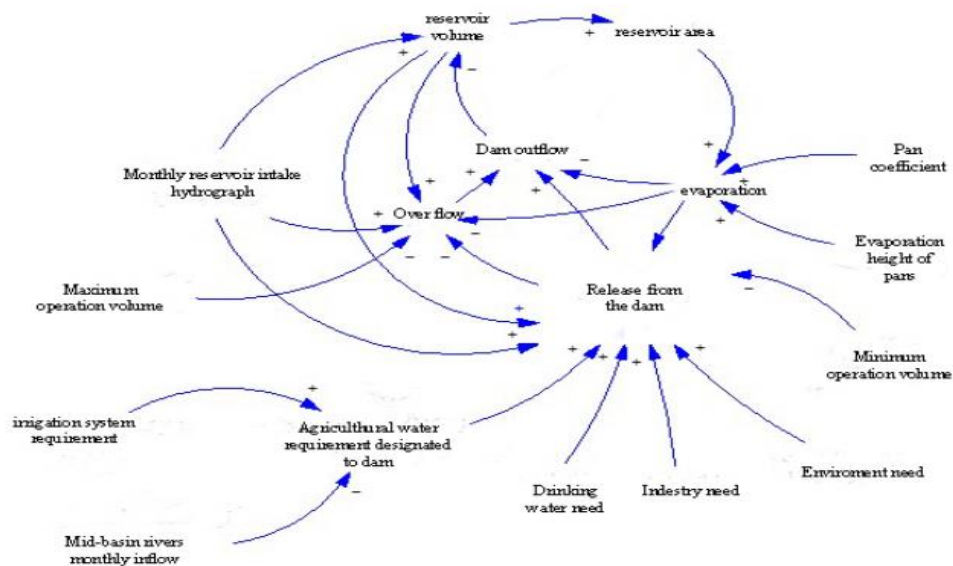 reservoir
volume
reservoir area
Dam outflow
Pan
coefficient
Monthly reservoir intake
hydrograph
evaporation
Over flow
Evaporation
height of
pans
Maximum
operation volume
Release from
the dam
Minimum
operation volume
irrigation system
requirement
Agriculthural water
requirement designated
to dam
Drinking
water need
Indestry need
Enviroment need
Mid-basin rivers
monthly inflow